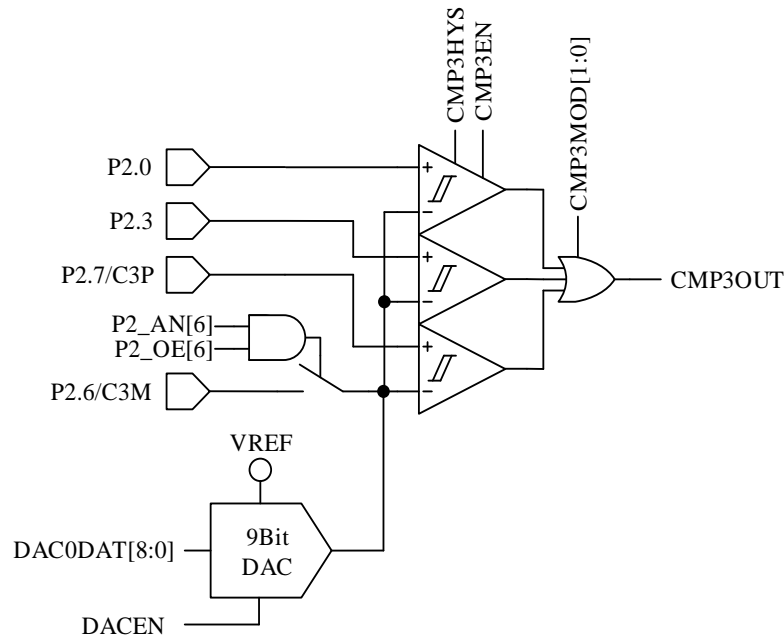 CMP3HYS
CMP3EN
CMP3MOD[1:0]
P2.0
+
−
P2.3
+
P2.7/C3P
−
CMP3OUT
P2_AN[6]
P2_OE[6]
+
P2.6/C3M
−
VREF
DAC0DAT[8:0]
9Bit
DAC
DACEN